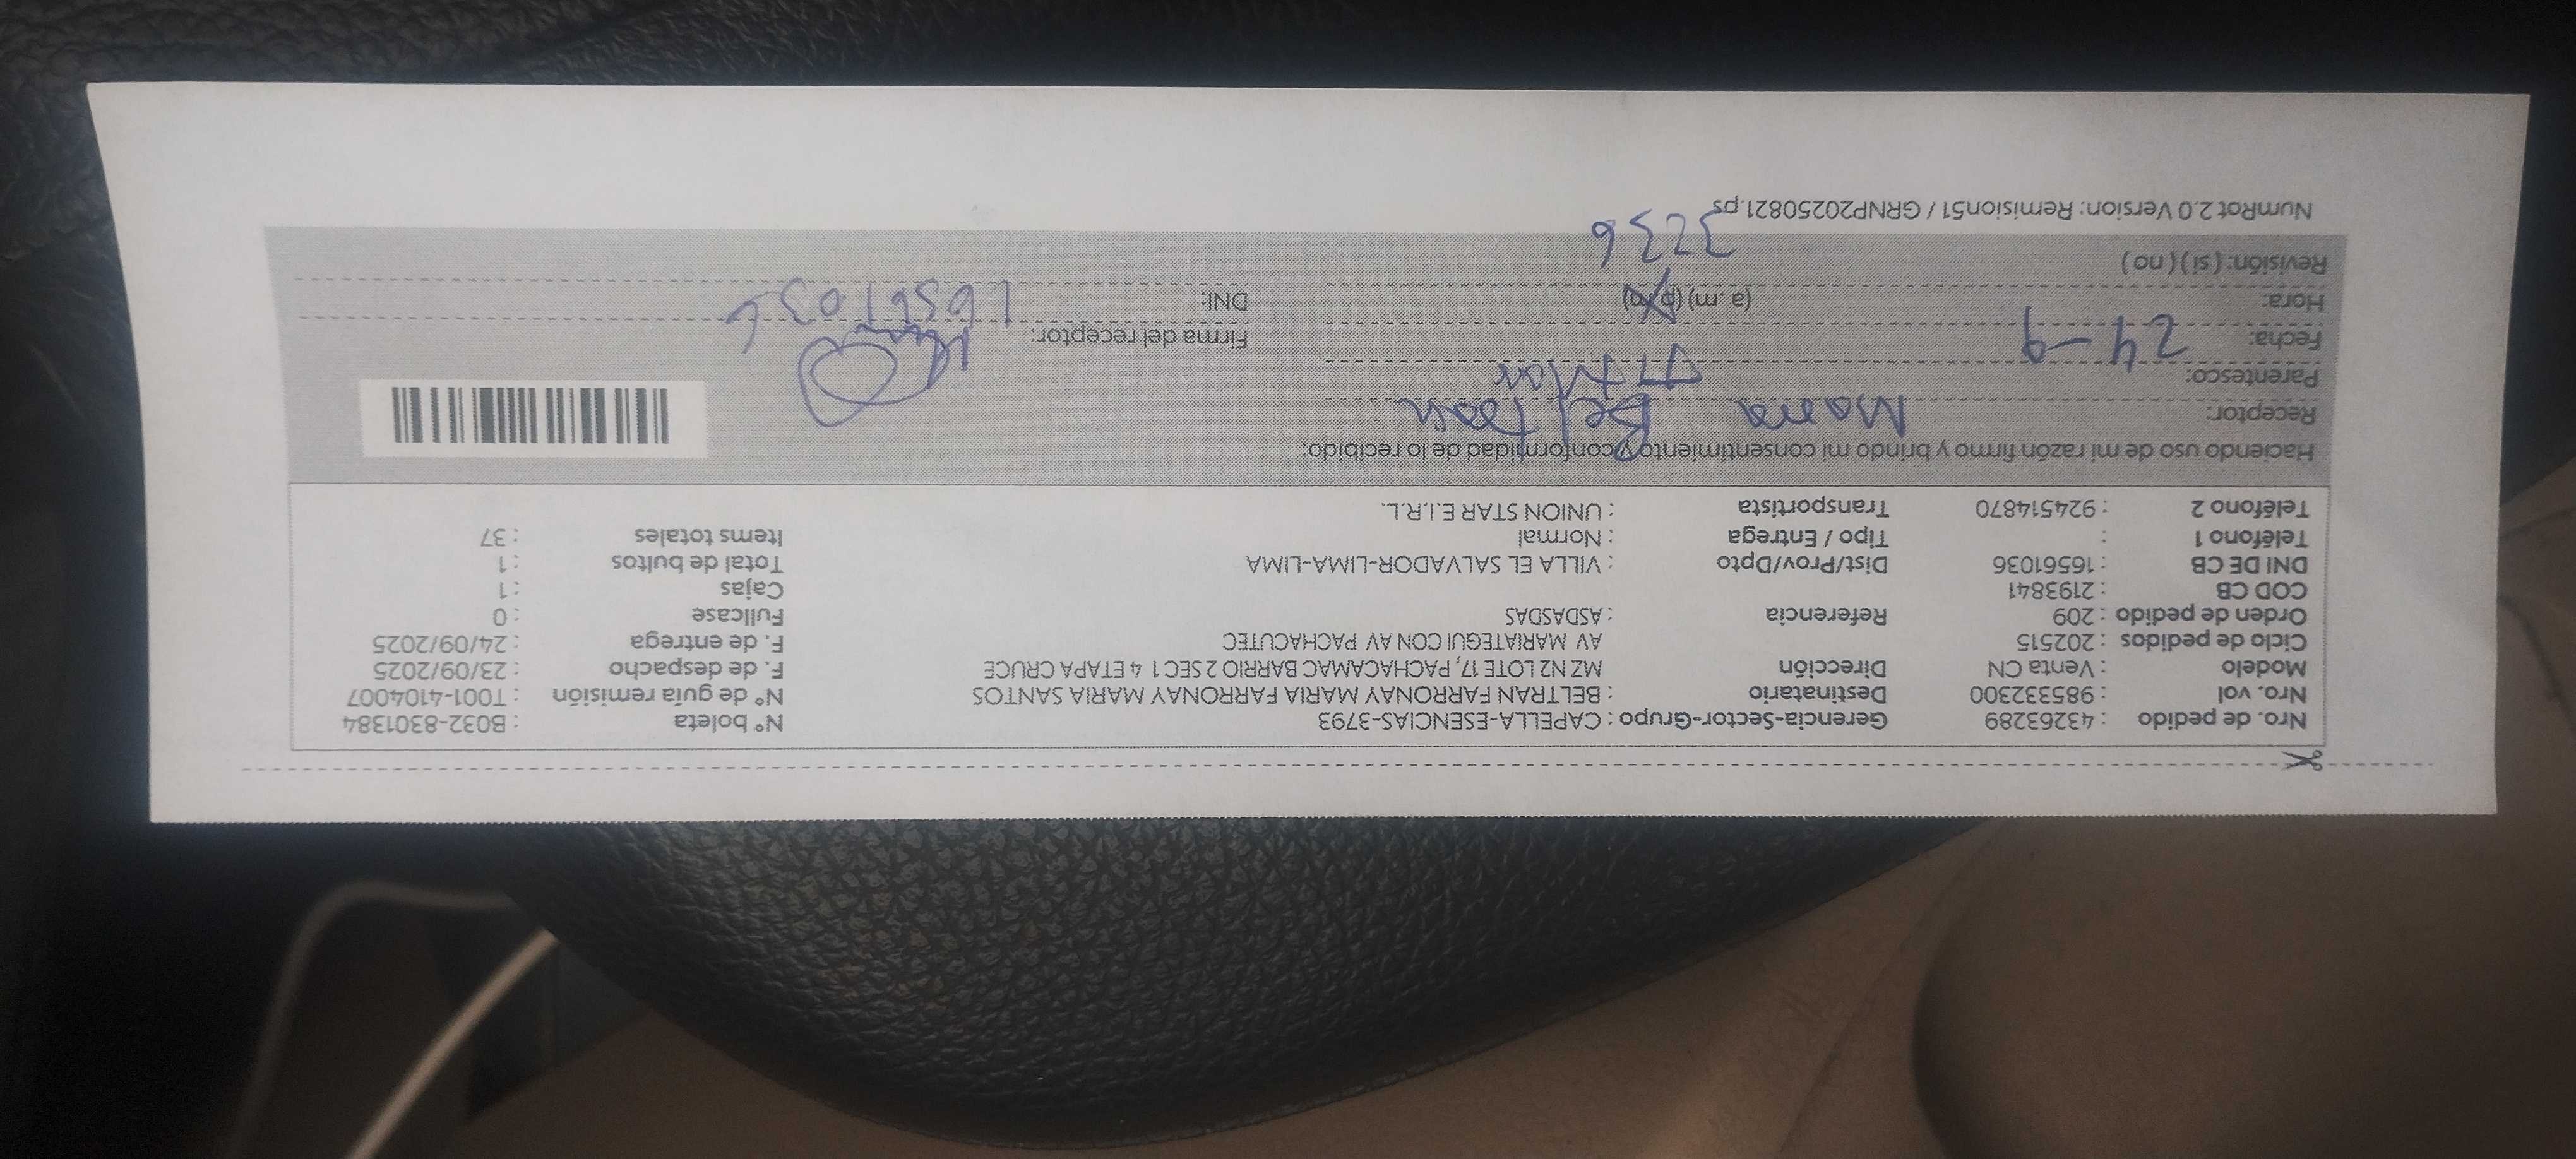 Nro. de pedido : 43263289 Gerencia-Sector-Grupo : CAPELLA-ESENCIAS-3793 N° boleta : B032-8301384
Nro. vol : 985332300 Destinatario : BELTRAN FARRONAY MARIA FARRONAY MARIA SANTOS N° de guía remisión : T001-4104007
Modelo : Venta CN Dirección MZ N2 LOTE 17, PACHACAMAC BARRIO 2 SEC 1 4 ETAPA CRUCE F. de despacho : 23/09/2025
Ciclo de pedidos : 202515 AV MARIATEGUI CON AV PACHACUTEC F. de entrega : 24/09/2025
Orden de pedido : 209 Referencia : ASDASDAS Fullcase : 0
COD CB : 2193841 Cajas : 1
DNI DE CB : 16561036 Dist/Prov/Dpto : VILLA EL SALVADOR-LIMA-LIMA Total de bultos : 1
Teléfono 1 : Tipo / Entrega : Normal Items totales : 37
Teléfono 2 : 924514870 Transportista : UNION STAR E.I.R.L.
Haciendo uso de mi razón firmo y brindo mi consentimiento y conformidad de lo recibido:
Receptor: Maria Beltran
Parentesco: Titular
Fecha: 24-9 Firma del receptor:
Hora: (a .m) (p.m) DNI: 16561036
Revisión: ( si ) ( no )
3236
NumRot 2.0 Version: Remision51 / GRNP20250821.ps